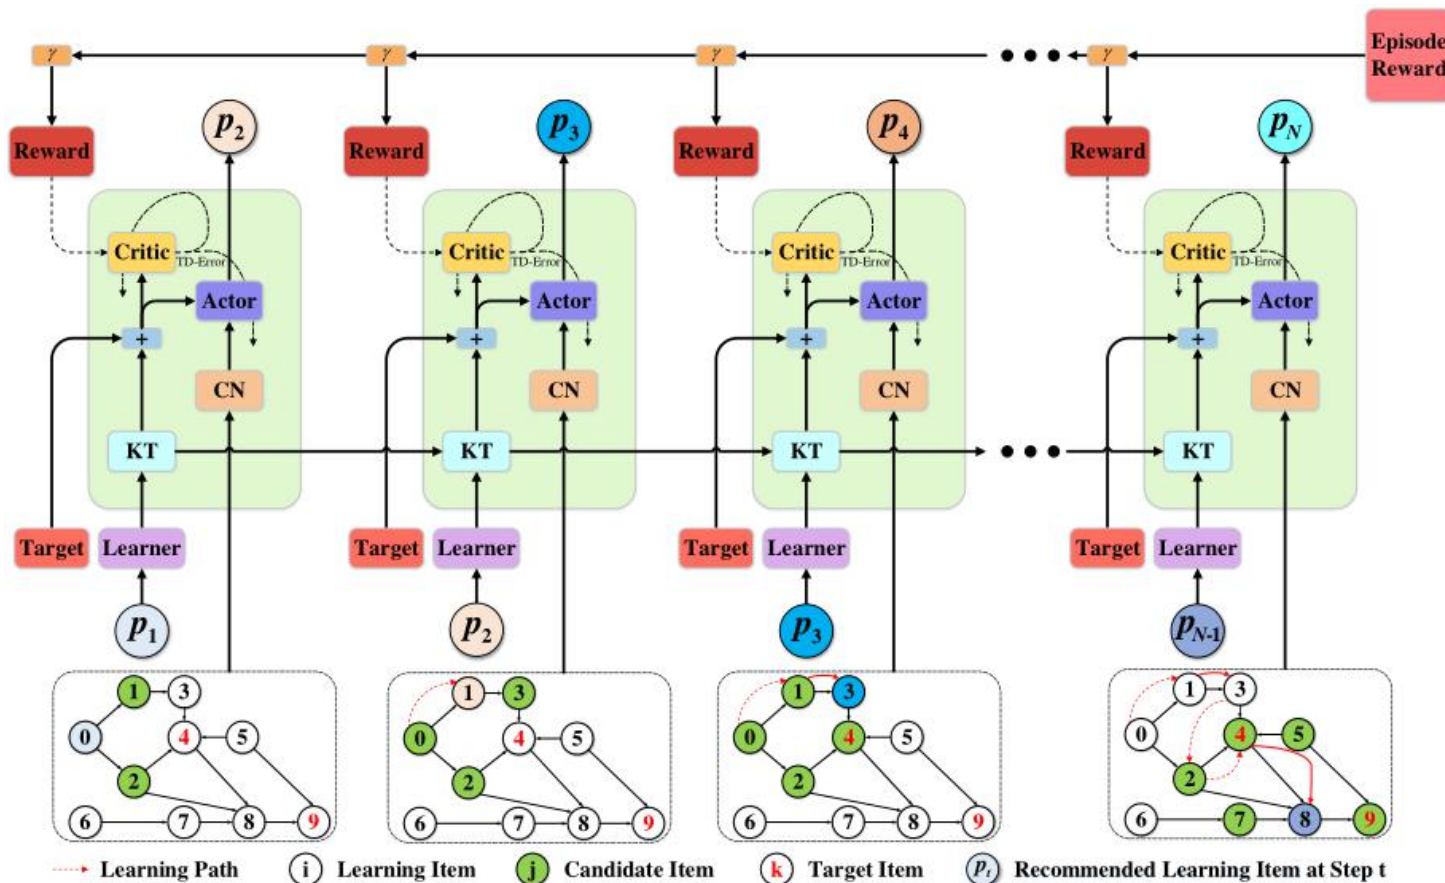 γ γ γ • • • γ Episode
Reward
p2 p3 p4 pN
Reward Reward Reward Reward
Critic Critic Critic Critic
TD-Error TD-Error TD-Error TD-Error
Actor Actor Actor Actor
+ + + +
CN CN CN CN
KT KT KT • • • KT
Target Learner Target Learner Target Learner Target Learner
p1 p2 p3 pN-1
1 3 1 3 1 3 1 3
0 4 5 0 4 5 0 4 5 0 4 5
2 2 2 2
6 7 8 9 6 7 8 9 6 7 8 9 6 7 8 9
Learning Path i Learning Item j Candidate Item k Target Item pt Recommended Learning Item at Step t